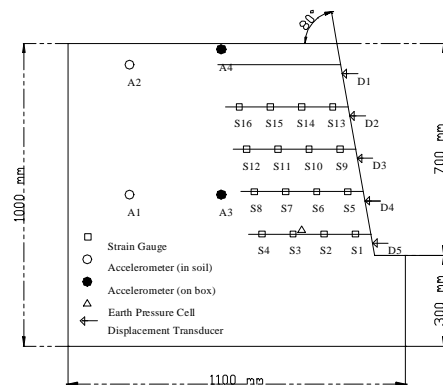 80°
A4
A2
D1
S16 S15 S14 S13 D2
S12 S11 S10 S9 D3
1000 mm
700 mm
A1 A3 S8 S7 S6 S5 D4
S4 S3 S2 S1 D5
Strain Gauge
Accelerometer (in soil)
Accelerometer (on box)
Earth Pressure Cell
Displacement Transducer
300 mm
1100 mm